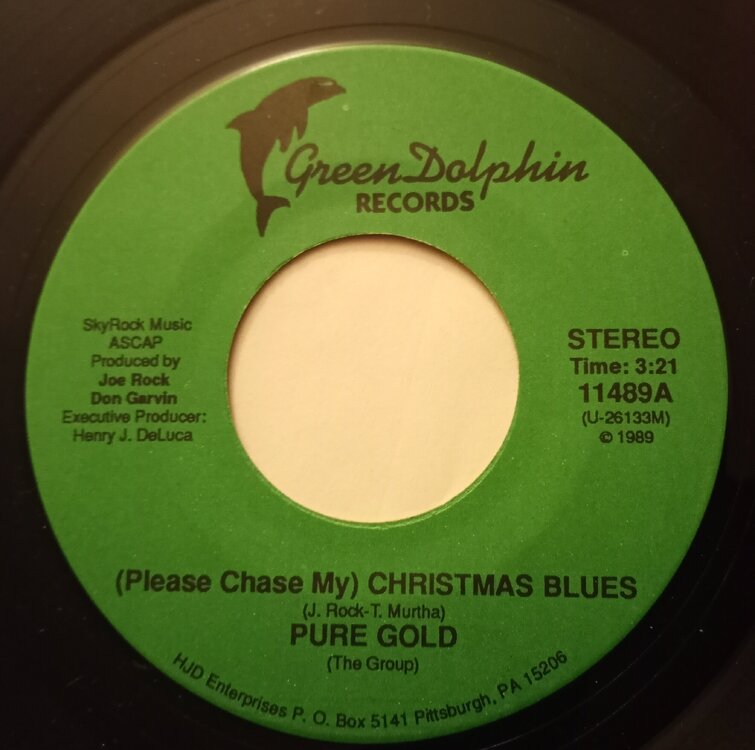 Green Dolphin
RECORDS
SkyRock Music
ASCAP
Produced by
Joe Rock
Don Garvin
Executive Producer:
Henry J. DeLuca
STEREO
Time: 3:21
11489A
(U-26133M)
© 1989
(Please Chase My) CHRISTMAS BLUES
(J. Rock-T. Murtha)
PURE GOLD
(The Group)
HJD Enterprises P. O. Box 5141 Pittsburgh, PA 15206